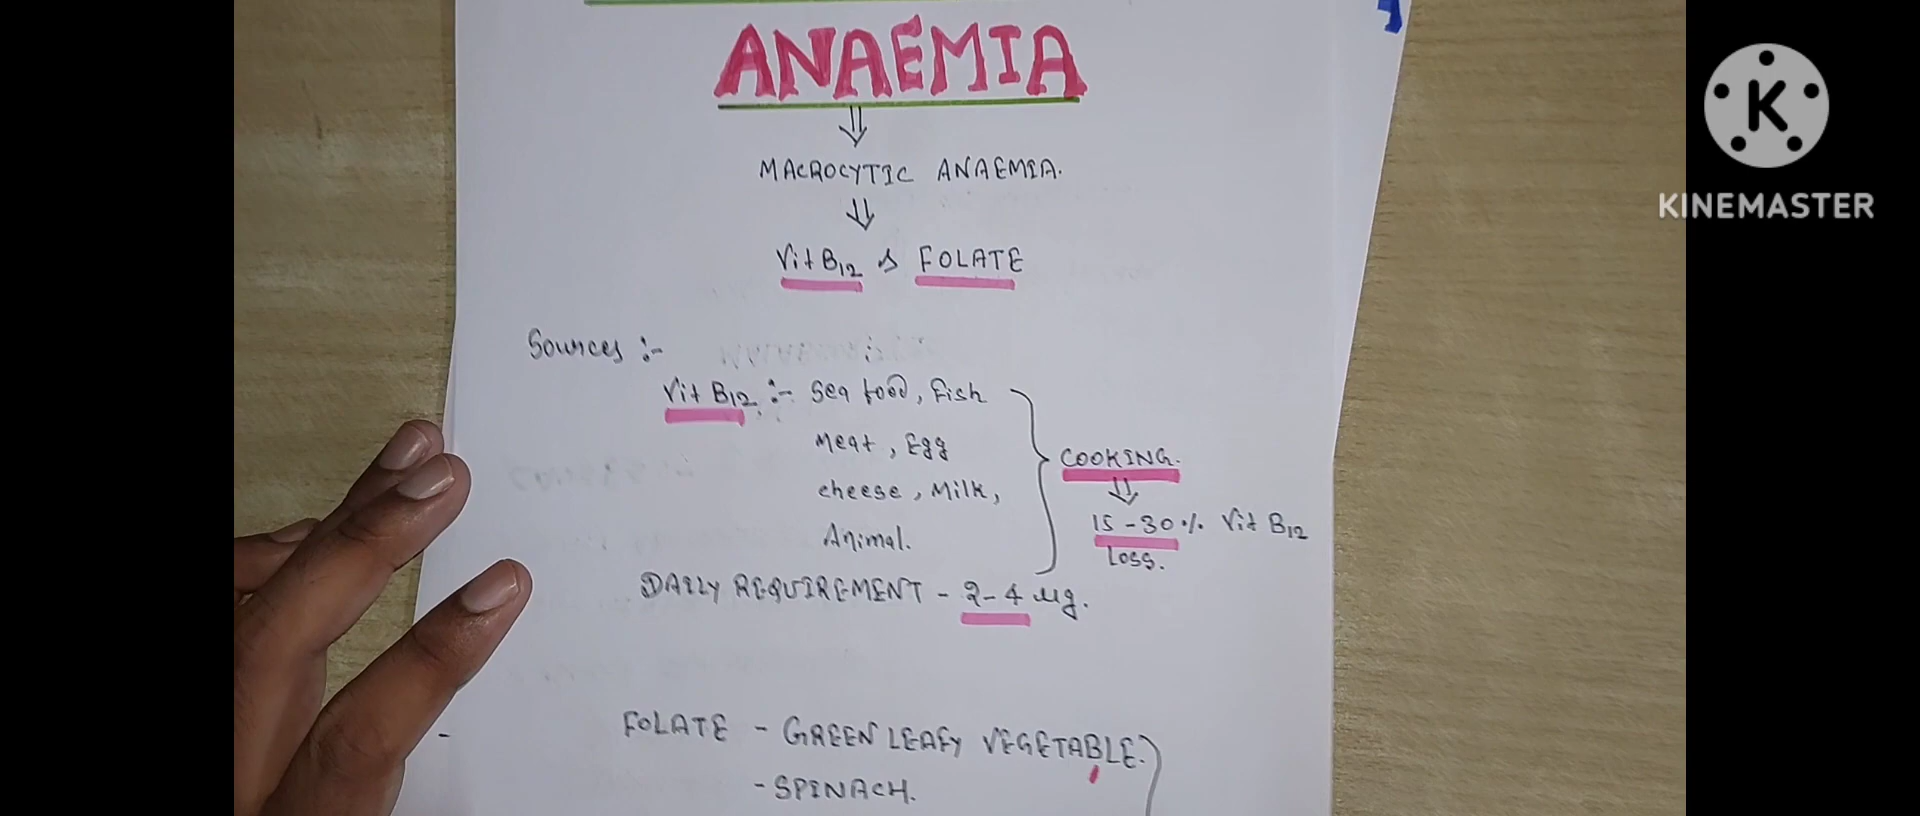 ANAEMIA
⇓
MACROCYTIC ANAEMIA.
⇓
Vit B12 & FOLATE
Sources :-
Vit B12 :- Sea food, Fish
Meat, Egg
cheese, Milk,
Animal.
COOKING.
⇓
15-30% Vit B12
Loss.
DAILY REQUIREMENT - 2-4 µg.
FOLATE - GREEN LEAFY VEGETABLE.
- SPINACH.
K
KINEMASTER